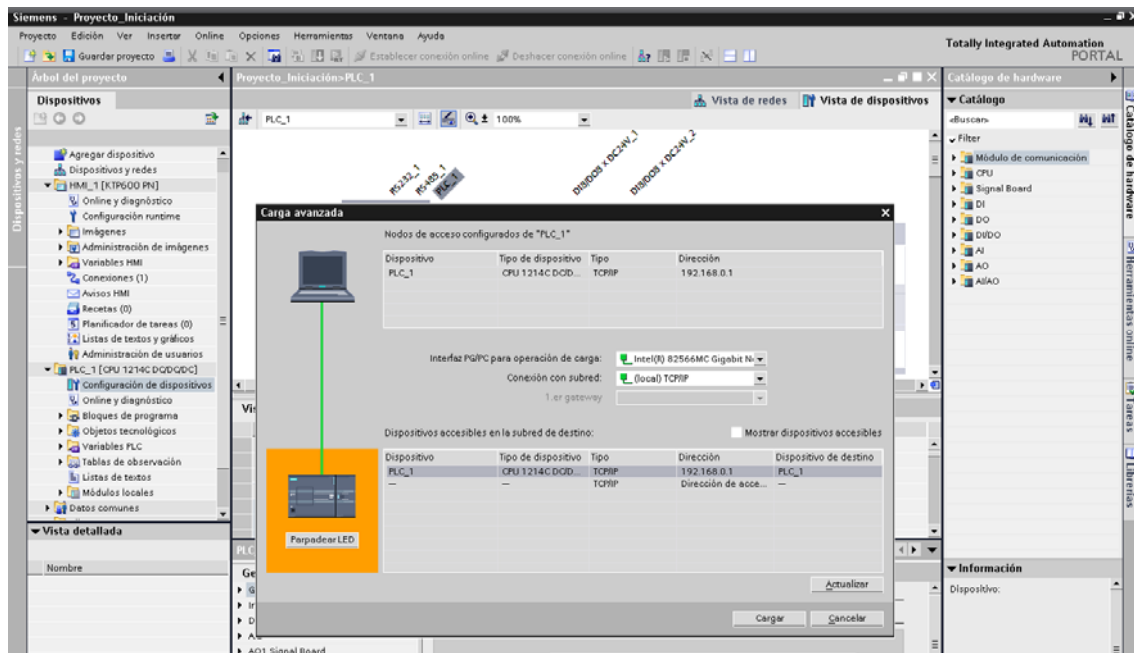 Siemens - Proyecto_Iniciación
Proyecto Edición Ver Insertar Online Opciones Herramientas Ventana Ayuda
Guardar proyecto Establecer conexión online Deshacer conexión online
Totally Integrated Automation
PORTAL
Árbol del proyecto
Proyecto_Iniciación>PLC_1
Catálogo de hardware
Dispositivos
Vista de redes Vista de dispositivos
Catálogo
PLC_1 100%
<Buscar>
Filter
Agregar dispositivo
Dispositivos y redes
HMI_1 [KTP600 PN]
Online y diagnóstico
Configuración runtime
Imágenes
Administración de imágenes
Variables HMI
Conexiones (1)
Avisos HMI
Recetas (0)
Planificador de tareas (0)
Listas de textos y gráficos
Administración de usuarios
PLC_1 [CPU 1214C DC/DC/DC]
Configuración de dispositivos
Online y diagnóstico
Bloques de programa
Objetos tecnológicos
Variables PLC
Tablas de observación
Listas de textos
Módulos locales
Datos comunes
Vista detallada
Nombre
Dispositivos y redes
RS232_1
RS485_1
PLC_1
DI8/DO8 x DC24V_1
DI8/DO8 x DC24V_2
Carga avanzada
Nodos de acceso configurados de "PLC_1"
Dispositivo Tipo de dispositivo Tipo Dirección
PLC_1 CPU 1214C DC/D... TCP/IP 192.168.0.1
Interfaz PG/PC para operación de carga: Intel(R) 82566MC Gigabit Ne
Conexión con subred: (local) TCP/IP
1.er gateway
Dispositivos accesibles en la subred de destino: Mostrar dispositivos accesibles
Dispositivo Tipo de dispositivo Tipo Dirección Dispositivo de destino
PLC_1 CPU 1214C DC/D... TCP/IP 192.168.0.1 PLC_1
— — TCP/IP Dirección de acce... —
Parpadear LED
Actualizar
Cargar Cancelar
AO1 Signal Board
Módulo de comunicación
CPU
Signal Board
DI
DO
DI/DO
AI
AO
AI/AO
Información
Dispositivo:
Catálogo de hardware
Herramientas online
Tareas
Librerías